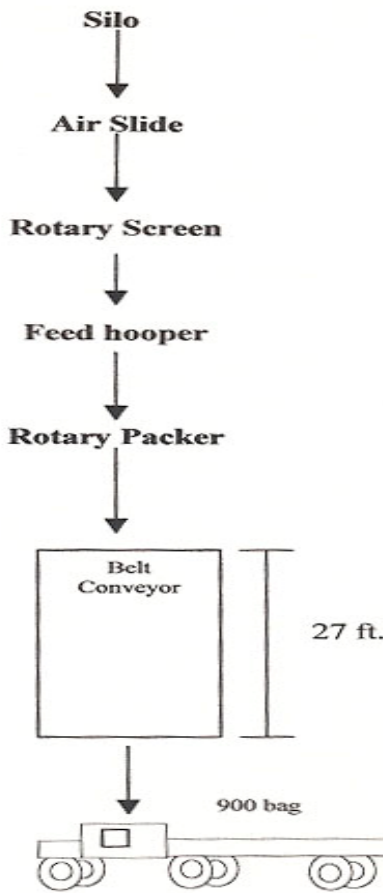 Silo
Air Slide
Rotary Screen
Feed hooper
Rotary Packer
Belt
Conveyor
27 ft.
900 bag